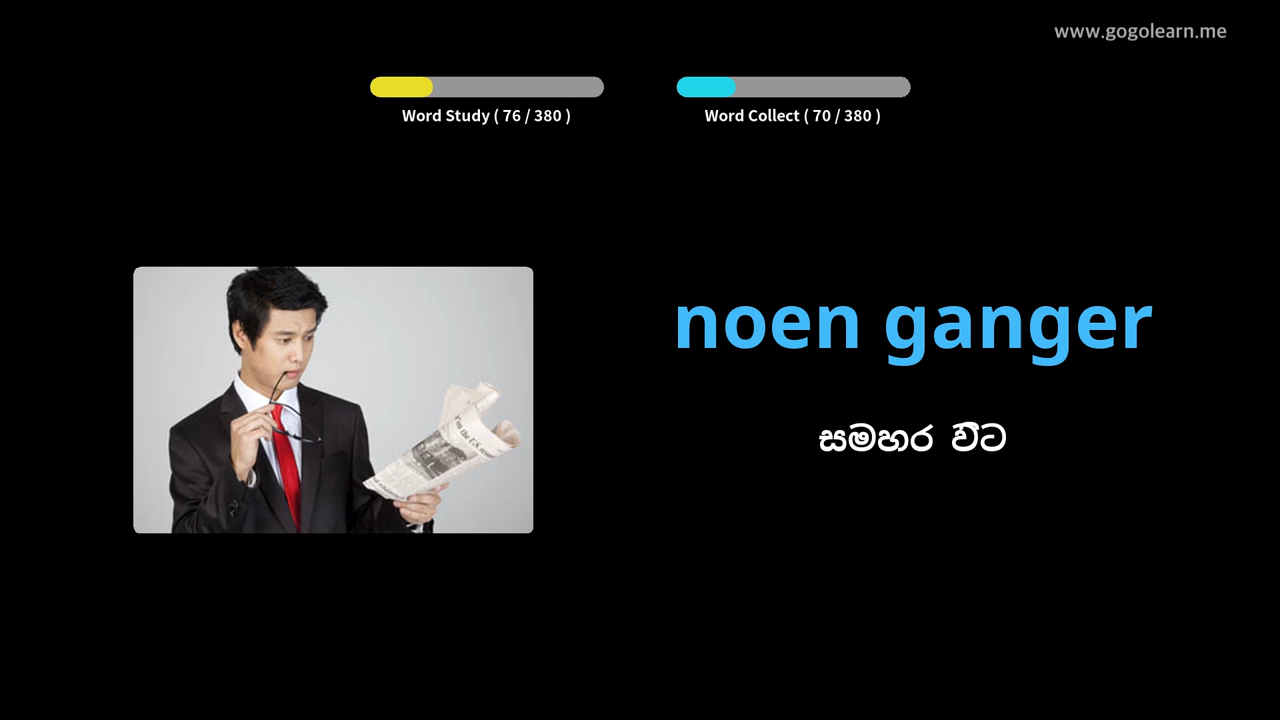 www.gogolearn.me
Word Study ( 76 / 380 )
Word Collect ( 70 / 380 )
noen ganger
සමහර විට